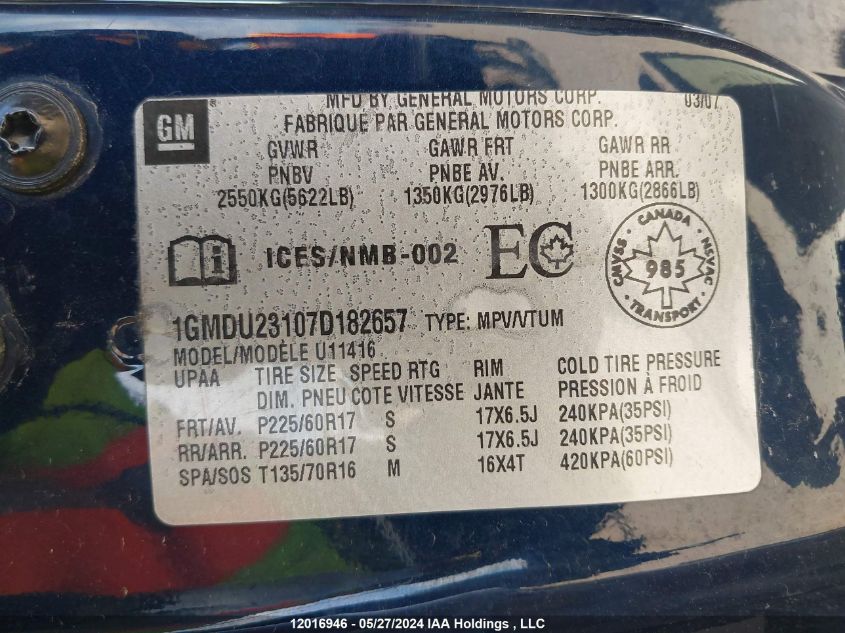 GM
MFD BY GENERAL MOTORS CORP. 03/07
FABRIQUE PAR GENERAL MOTORS CORP.
GVWR GAWR FRT GAWR RR
PNBV PNBE AV. PNBE ARR.
2550KG(5622LB) 1350KG(2976LB) 1300KG(2866LB)
ICES/NMB-002 EC
CANADA
CMVSS 985 NSVAC
TRANSPORT
1GMDU23107D182657 TYPE: MPV/VTUM
MODEL/MODÈLE U11416
UPAA TIRE SIZE SPEED RTG RIM COLD TIRE PRESSURE
DIM. PNEU COTE VITESSE JANTE PRESSION À FROID
FRT/AV. P225/60R17 S 17X6.5J 240KPA(35PSI)
RR/ARR. P225/60R17 S 17X6.5J 240KPA(35PSI)
SPA/SOS T135/70R16 M 16X4T 420KPA(60PSI)
12016946 - 05/27/2024 IAA Holdings , LLC